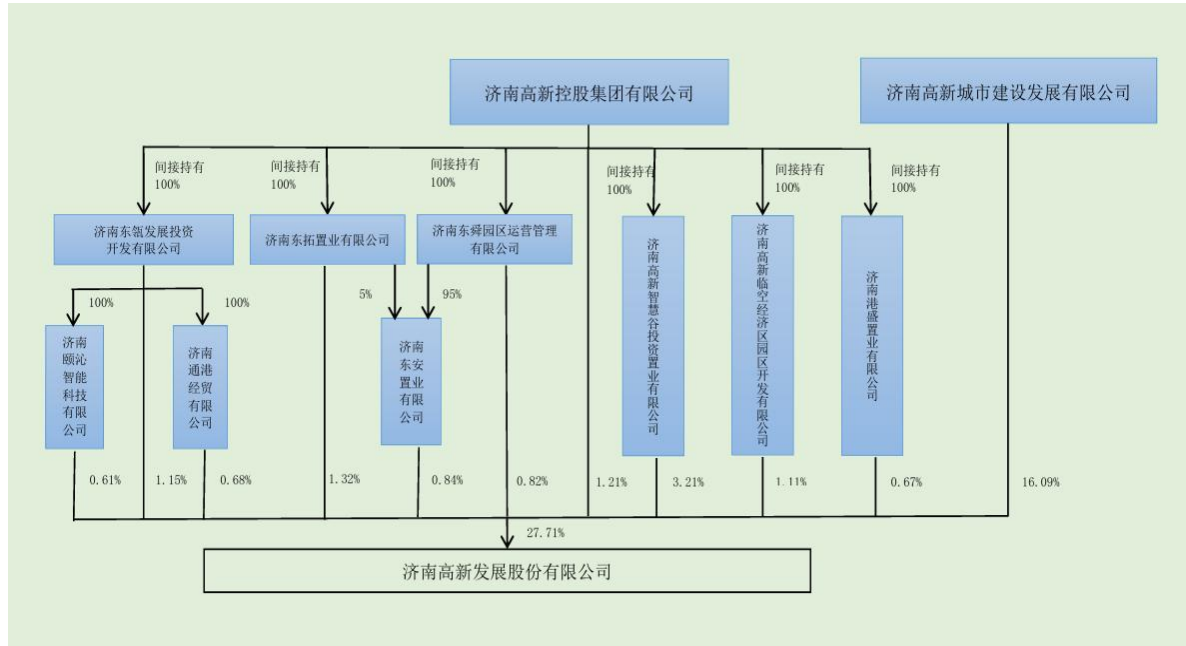 济南高新控股集团有限公司
济南高新城市建设发展有限公司
间接持有
100%
间接持有
100%
间接持有
100%
间接持有
100%
间接持有
100%
间接持有
100%
济南东瓴发展投资
开发有限公司
济南东拓置业有限公司
济南东舜园区运营管理
有限公司
济南高新智慧谷投资置业有限公司
济南高新临空经济区园区开发有限公司
济南港盛置业有限公司
100%
100%
5%
95%
济南
颐沁
智能
科技
有限
公司
济南
通港
经贸
有限
公司
济南
东安
置业
有限
公司
0.61%
1.15%
0.68%
1.32%
0.84%
0.82%
1.21%
3.21%
1.11%
0.67%
16.09%
27.71%
济南高新发展股份有限公司